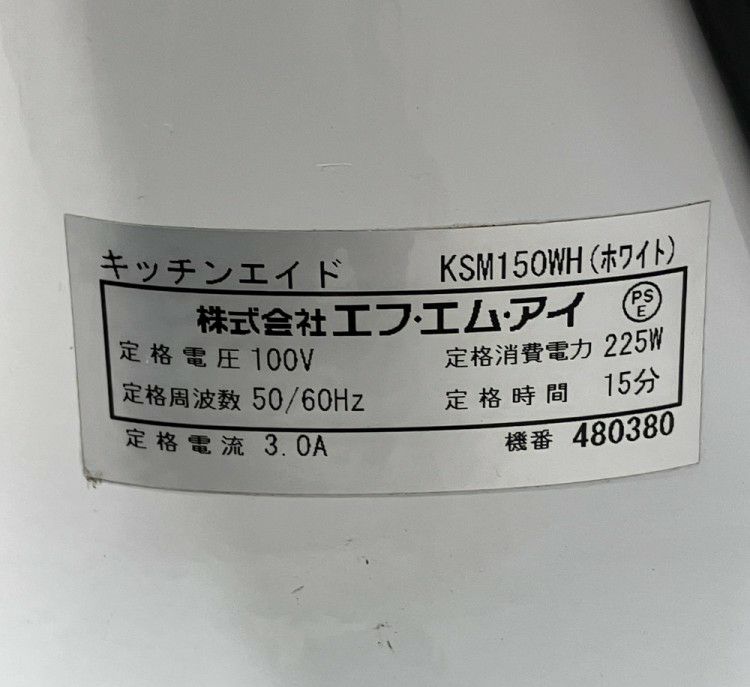 キッチンエイド KSM150WH(ホワイト)
株式会社エフ・エム・アイ PSE
定格電圧 100V 定格消費電力 225W
定格周波数 50/60Hz 定格時間 15分
定格電流 3.0A 機番 480380